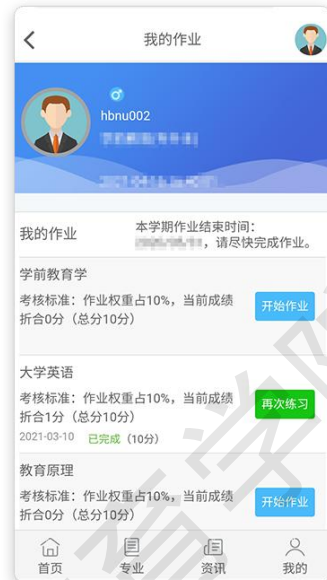 我的作业
hbnu002
我的作业
本学期作业结束时间：
，请尽快完成作业。
学前教育学
考核标准：作业权重占10%，当前成绩
折合0分（总分10分）
开始作业
大学英语
考核标准：作业权重占10%，当前成绩
折合1分（总分10分）
再次练习
2021-03-10 已完成（10分）
教育原理
考核标准：作业权重占10%，当前成绩
折合0分（总分10分）
开始作业
首页
专业
资讯
我的